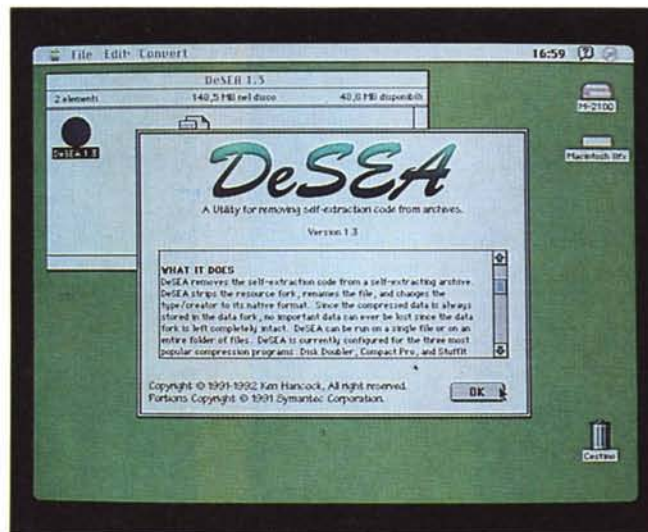 File Edit Convert 16:59
DeSEA 1.3
2 elementi 148,5 MB nel disco 48,8 MB disponibili
DeSEA 1.3
M-2100
Macintosh IIfx
DeSEA
A Utility for removing self-extraction code from archives.
Version 1.3
WHAT IT DOES
DeSEA removes the self-extraction code from a self-extracting archive.
DeSEA strips the resource fork, renames the file, and changes the
type/creator to its native format. Since the compressed data is always
stored in the data fork, no important data can ever be lost since the data
fork is left completely intact. DeSEA can be run on a single file or on an
entire folder of files. DeSEA is currently configured for the three most
popular compression programs: Disk Doubler, Compact Pro, and StuffIt
Copyright © 1991-1992 Ken Hancock, All right reserved.
Portions Copyright © 1991 Symantec Corporation.
OK
Cestino